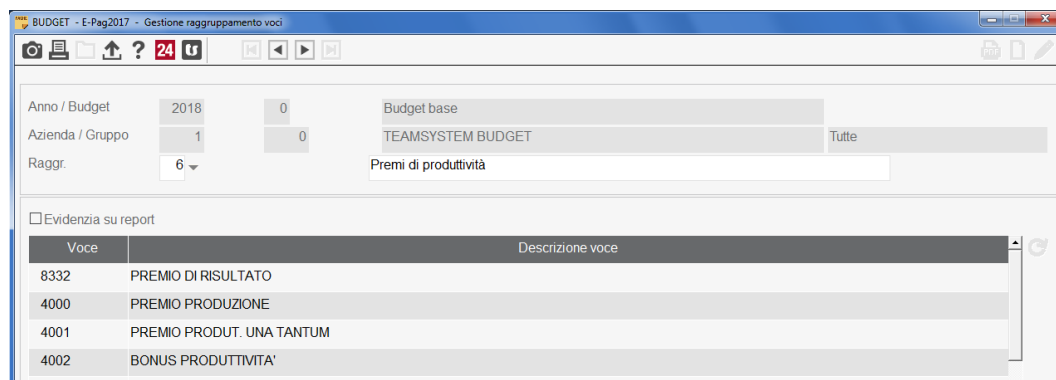 BUDGET - E-Pag2017 - Gestione raggruppamento voci
? 24
PDF
Anno / Budget 2018 0 Budget base
Azienda / Gruppo 1 0 TEAMSYSTEM BUDGET Tutte
Raggr. 6 Premi di produttività
Evidenzia su report
Voce Descrizione voce
8332 PREMIO DI RISULTATO
4000 PREMIO PRODUZIONE
4001 PREMIO PRODUT. UNA TANTUM
4002 BONUS PRODUTTIVITA'